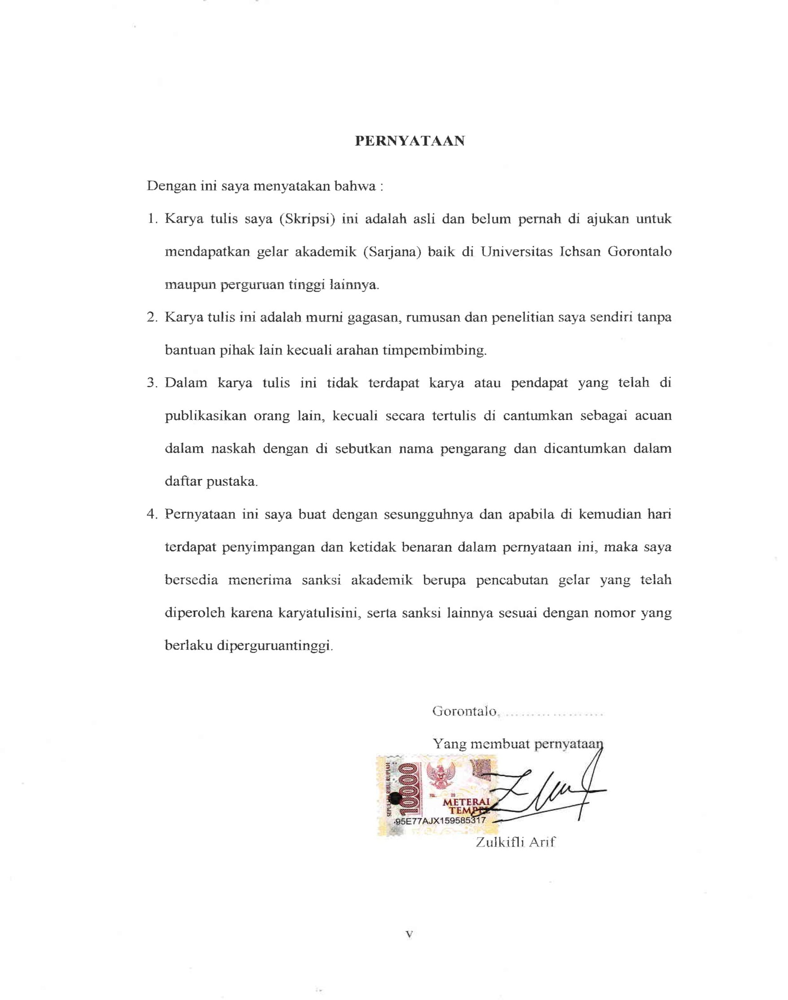 PERNYATAAN
Dengan ini saya menyatakan bahwa :
1. Karya tulis saya (Skripsi) ini adalah asli dan belum pernah di ajukan untuk
mendapatkan gelar akademik (Sarjana) baik di Universitas Ichsan Gorontalo
maupun perguruan tinggi lainnya.
2. Karya tulis ini adalah murni gagasan, rumusan dan penelitian saya sendiri tanpa
bantuan pihak lain kecuali arahan timpembimbing.
3. Dalam karya tulis ini tidak terdapat karya atau pendapat yang telah di
publikasikan orang lain, kecuali secara tertulis di cantumkan sebagai acuan
dalam naskah dengan di sebutkan nama pengarang dan dicantumkan dalam
daftar pustaka.
4. Pernyataan ini saya buat dengan sesungguhnya dan apabila di kemudian hari
terdapat penyimpangan dan ketidak benaran dalam pernyataan ini, maka saya
bersedia menerima sanksi akademik berupa pencabutan gelar yang telah
diperoleh karena karyatulisini, serta sanksi lainnya sesuai dengan nomor yang
berlaku diperguruantinggi.
Gorontalo, ....................
Yang membuat pernyataan
SEPULUH RIBU RUPIAH
10000
TGL. 20
METERAI
TEMPEL
95E77AJX159585317
Zulkifli Arif
v